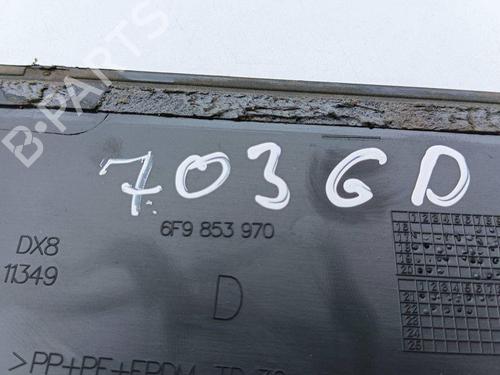 B-PARTS
703GD
6F9 853 970
DX8
11349
D
>PP+PE+EPDM